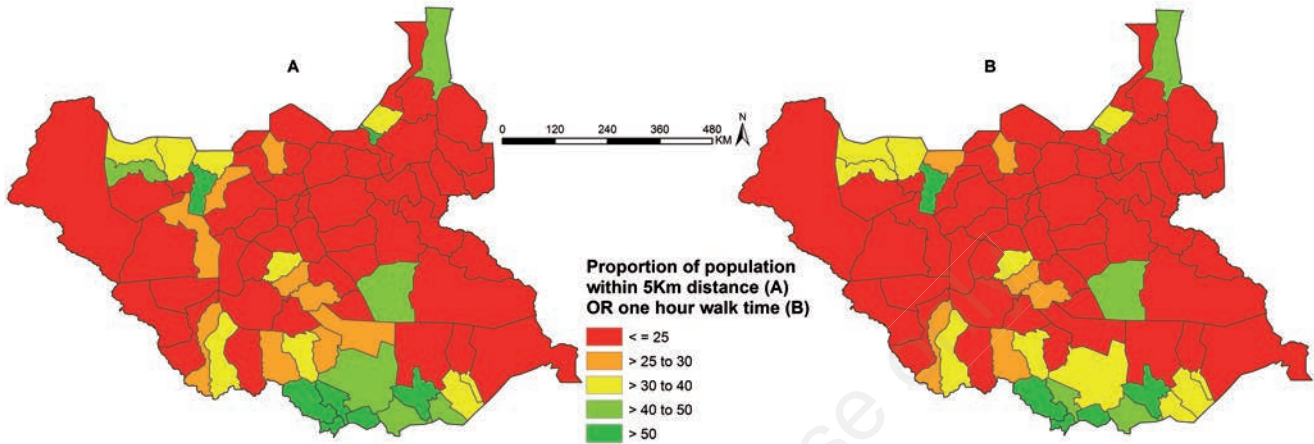 A
B
N
0 120 240 360 480
KM
Proportion of population
within 5Km distance (A)
OR one hour walk time (B)
< = 25
> 25 to 30
> 30 to 40
> 40 to 50
> 50